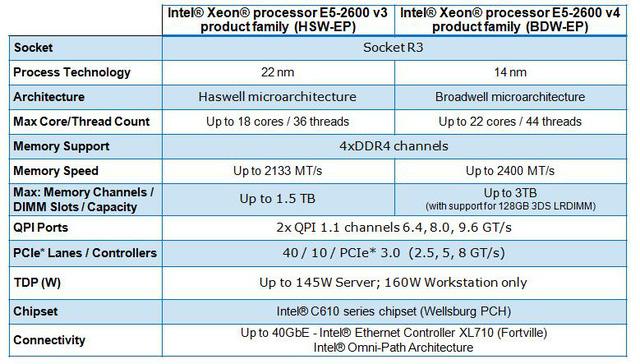 Intel® Xeon® processor E5-2600 v3 product family (HSW-EP)
Intel® Xeon® processor E5-2600 v4 product family (BDW-EP)
Socket
Socket R3
Process Technology
22 nm
14 nm
Architecture
Haswell microarchitecture
Broadwell microarchitecture
Max Core/Thread Count
Up to 18 cores / 36 threads
Up to 22 cores / 44 threads
Memory Support
4xDDR4 channels
Memory Speed
Up to 2133 MT/s
Up to 2400 MT/s
Max: Memory Channels /
DIMM Slots / Capacity
Up to 1.5 TB
Up to 3TB
(with support for 128GB 3DS LRDIMM)
QPI Ports
2x QPI 1.1 channels 6.4, 8.0, 9.6 GT/s
PCIe* Lanes / Controllers
40 / 10 / PCIe* 3.0 (2.5, 5, 8 GT/s)
TDP (W)
Up to 145W Server; 160W Workstation only
Chipset
Intel® C610 series chipset (Wellsburg PCH)
Connectivity
Up to 40GbE - Intel® Ethernet Controller XL710 (Fortville)
Intel® Omni-Path Architecture